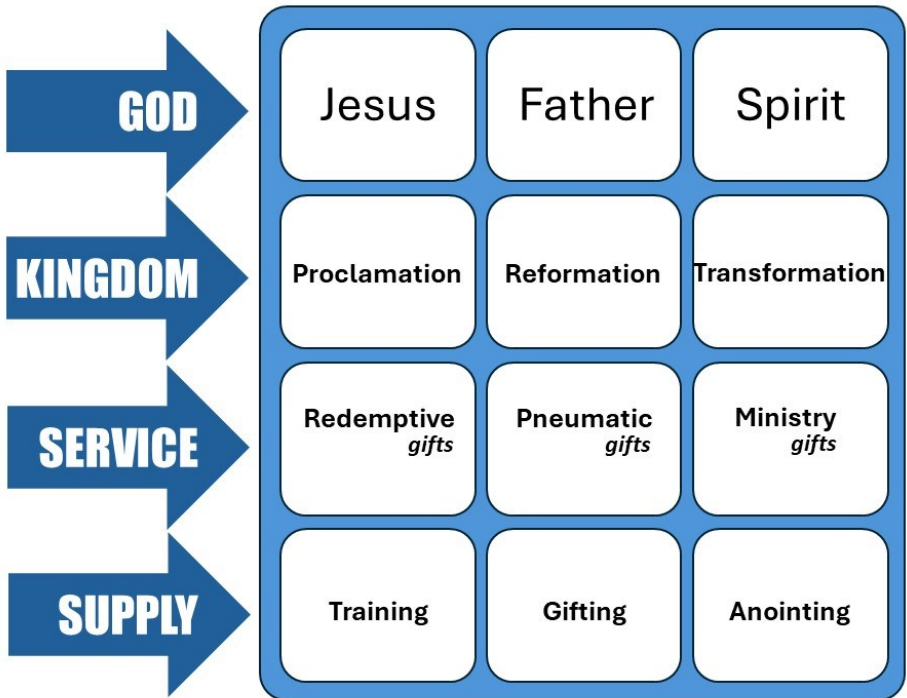 GOD
Jesus
Father
Spirit
KINGDOM
Proclamation
Reformation
Transformation
SERVICE
Redemptive
gifts
Pneumatic
gifts
Ministry
gifts
SUPPLY
Training
Gifting
Anointing